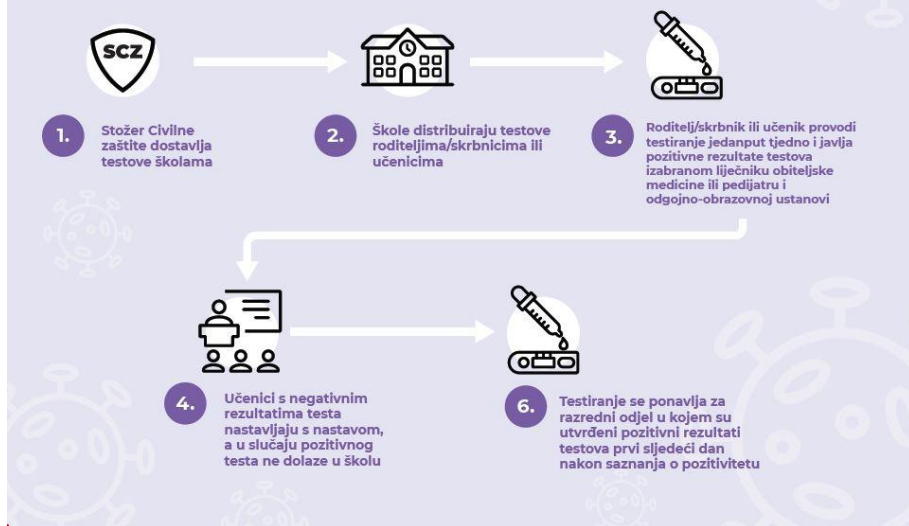 SCZ
1.
Stožer Civilne
zaštite dostavlja
testove školama
2.
Škole distribuiraju testove
roditeljima/skrbnicima ili
učenicima
3.
Roditelj/skrbnik ili učenik provodi
testiranje jedanput tjedno i javlja
pozitivne rezultate testova
izabranom liječniku obiteljske
medicine ili pedijatru i
odgojno-obrazovnoj ustanovi
4.
Učenici s negativnim
rezultatima testa
nastavljaju s nastavom,
a u slučaju pozitivnog
testa ne dolaze u školu
6.
Testiranje se ponavlja za
razredni odjel u kojem su
utvrđeni pozitivni rezultati
testova prvi sljedeći dan
nakon saznanja o pozitivitetu